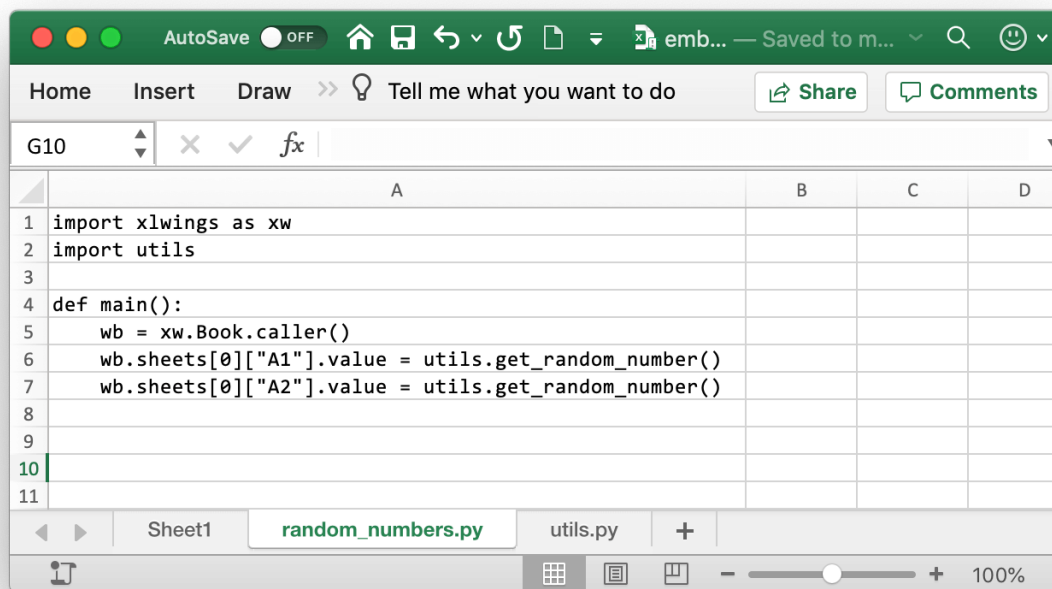 AutoSave OFF emb... — Saved to m...
Home Insert Draw Tell me what you want to do Share Comments
G10 fx
A B C D
1 import xlwings as xw
2 import utils
3
4 def main():
5     wb = xw.Book.caller()
6     wb.sheets[0]["A1"].value = utils.get_random_number()
7     wb.sheets[0]["A2"].value = utils.get_random_number()
8
9
10
11
Sheet1 random_numbers.py utils.py +
100%